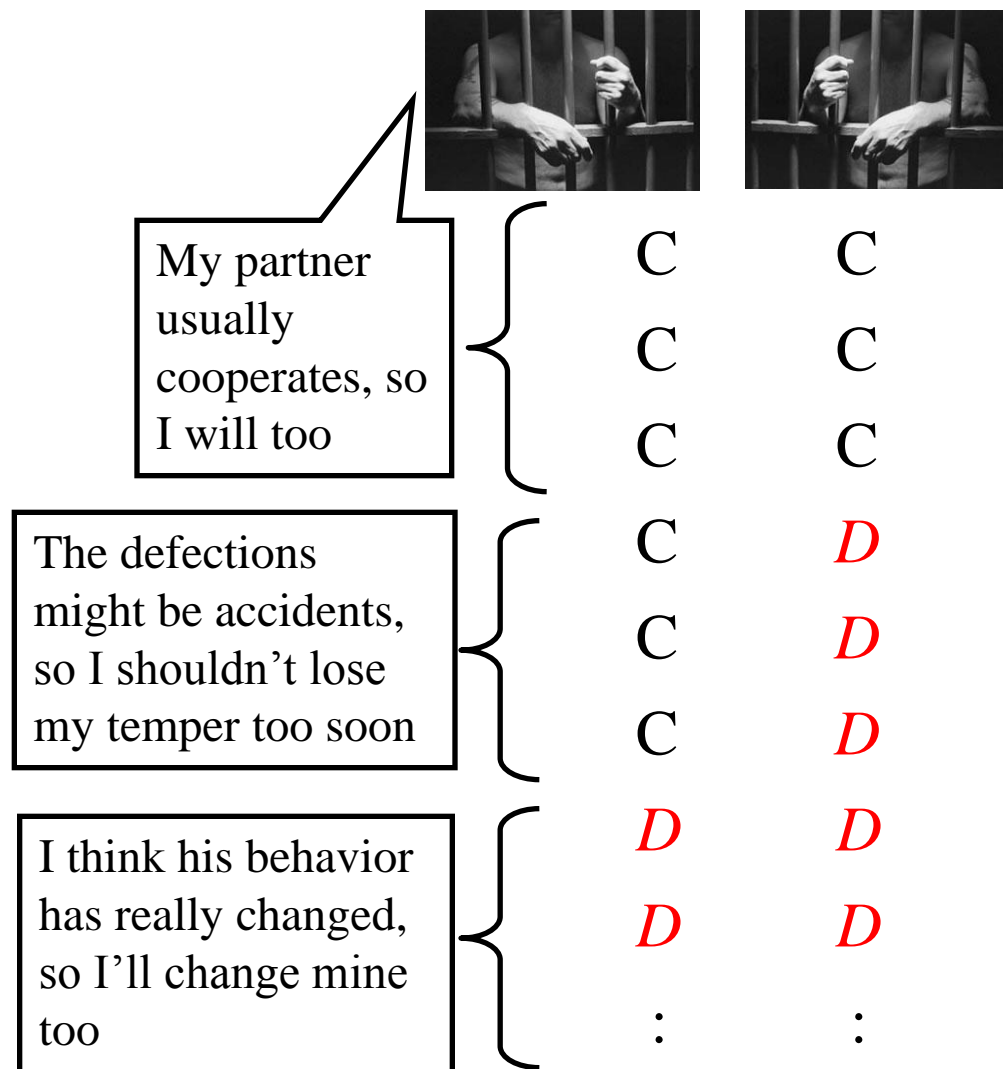 My partner
usually
cooperates, so
I will too
C C
C C
C C
The defections
might be accidents,
so I shouldn’t lose
my temper too soon
C D
C D
C D
I think his behavior
has really changed,
so I’ll change mine
too
D D
D D
: :